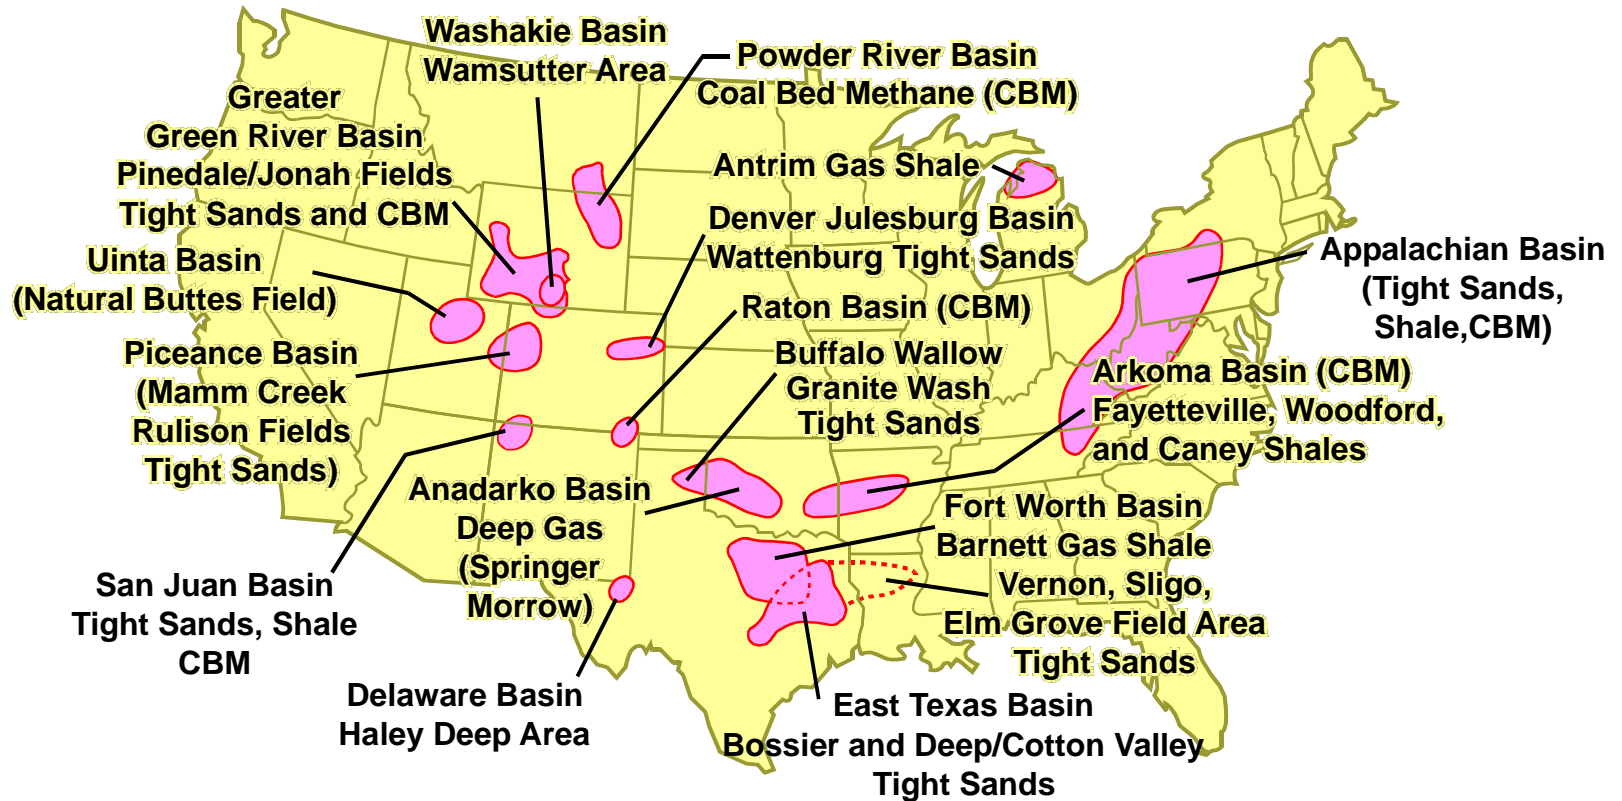 Washakie Basin
Wamsutter Area
Powder River Basin
Coal Bed Methane (CBM)
Greater
Green River Basin
Pinedale/Jonah Fields
Tight Sands and CBM
Antrim Gas Shale
Denver Julesburg Basin
Wattenburg Tight Sands
Uinta Basin
(Natural Buttes Field)
Appalachian Basin
(Tight Sands,
Shale,CBM)
Raton Basin (CBM)
Piceance Basin
(Mamm Creek
Rulison Fields
Tight Sands)
Buffalo Wallow
Granite Wash
Tight Sands
Arkoma Basin (CBM)
Fayetteville, Woodford,
and Caney Shales
Anadarko Basin
Deep Gas
(Springer
Morrow)
Fort Worth Basin
Barnett Gas Shale
Vernon, Sligo,
Elm Grove Field Area
Tight Sands
San Juan Basin
Tight Sands, Shale
CBM
Delaware Basin
Haley Deep Area
East Texas Basin
Bossier and Deep/Cotton Valley
Tight Sands